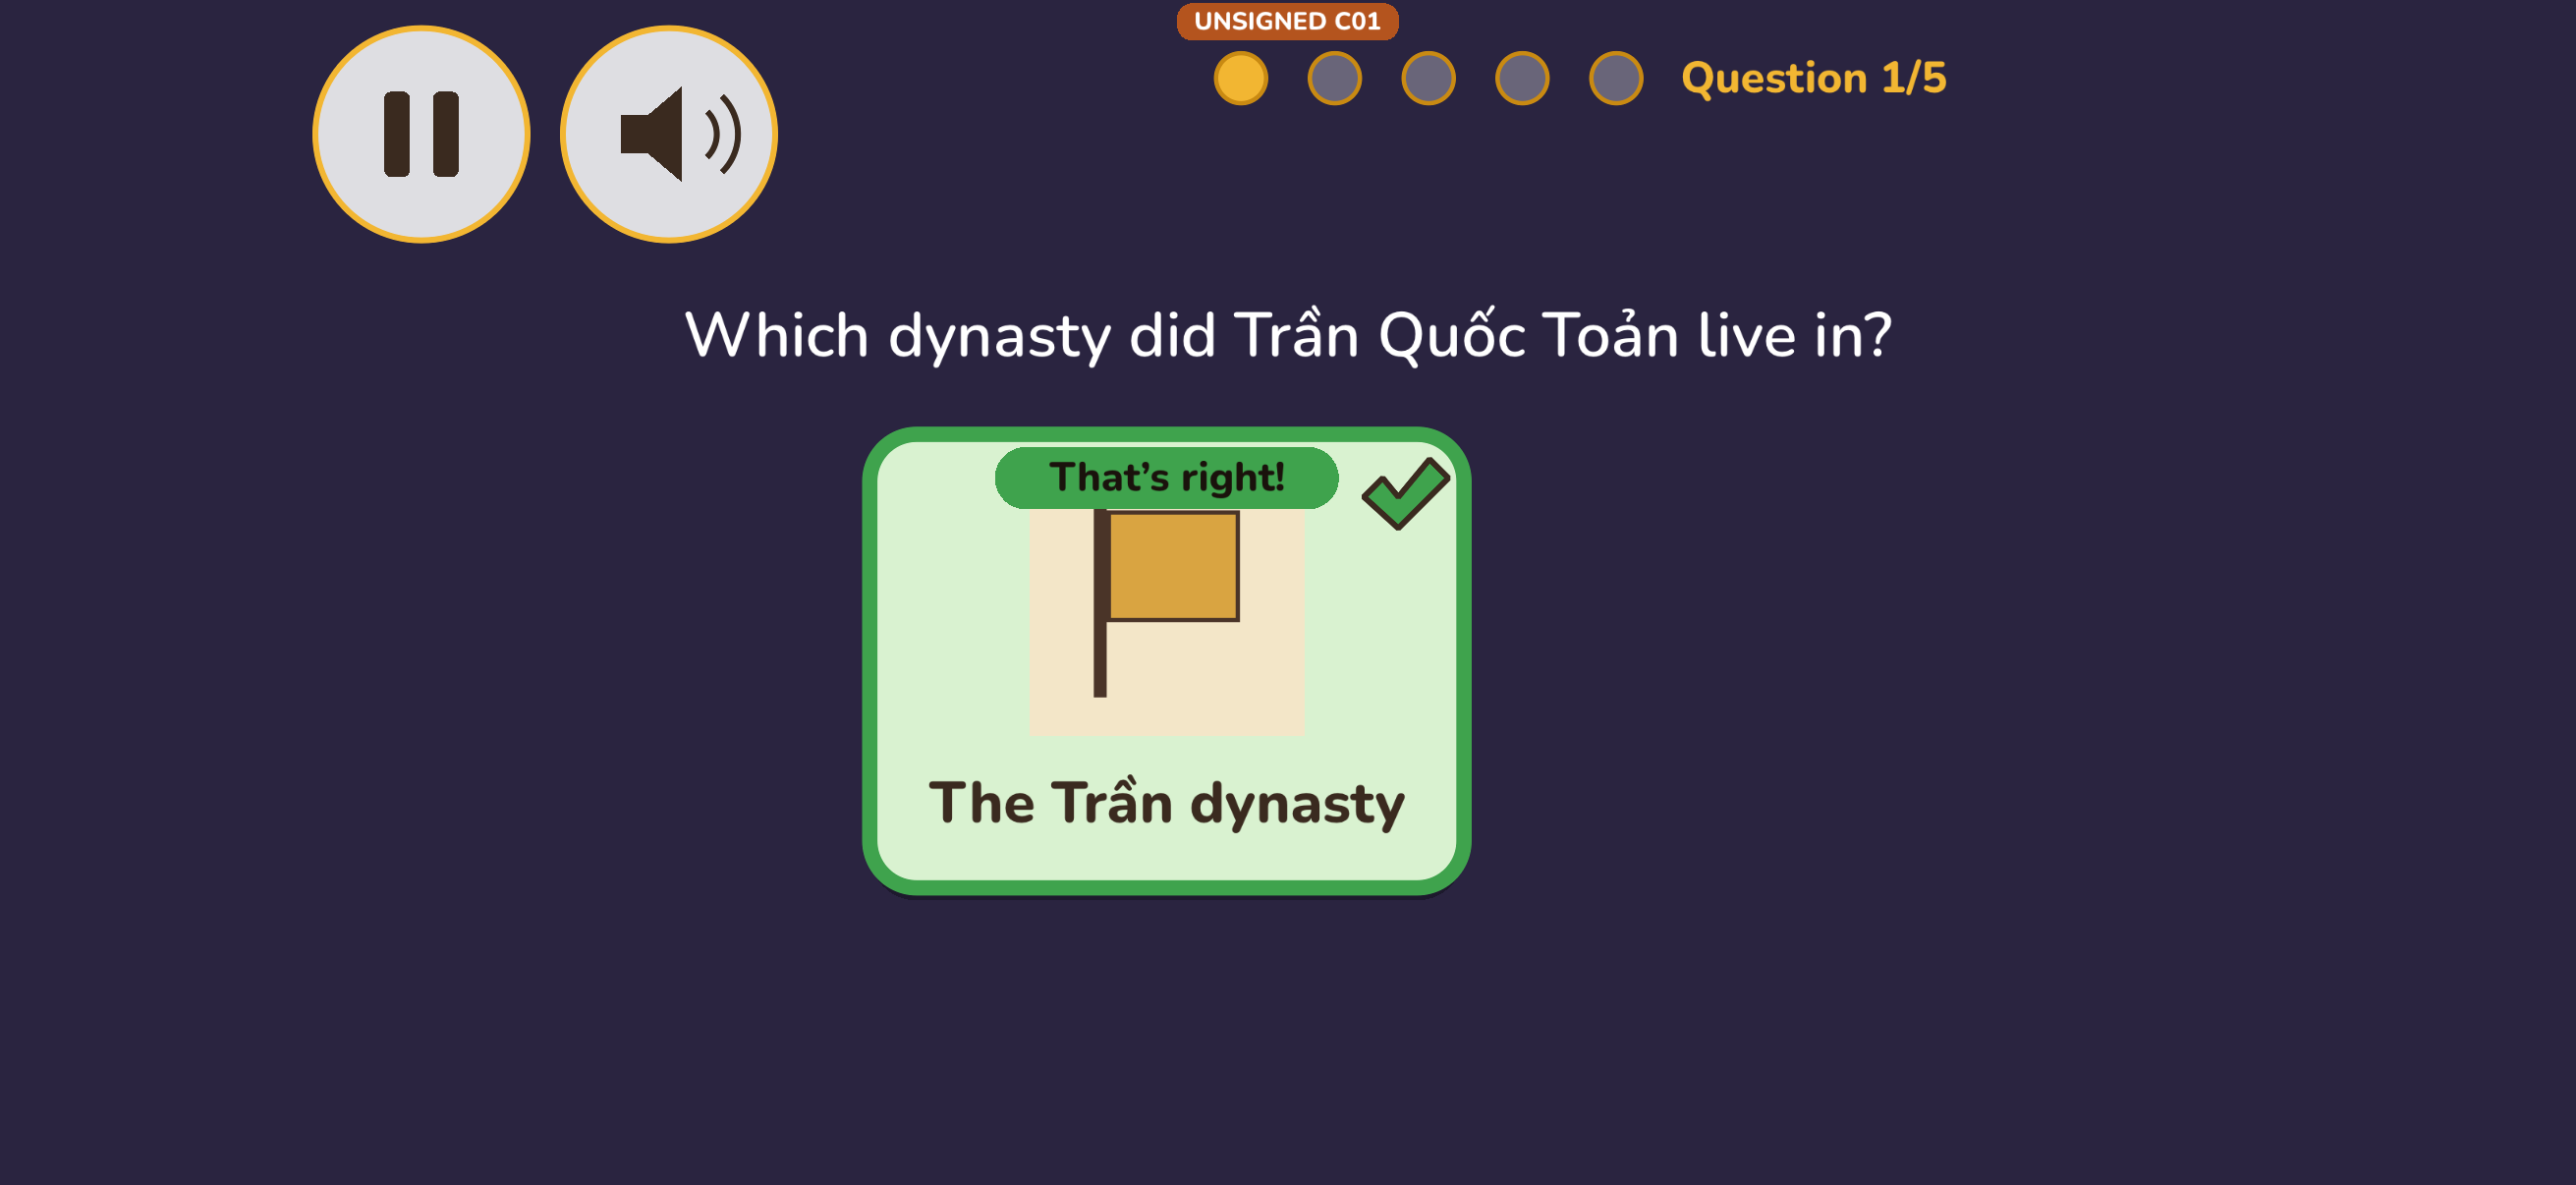 UNSIGNED C01
Question 1/5
Which dynasty did Trần Quốc Toản live in?
That’s right!
The Trần dynasty